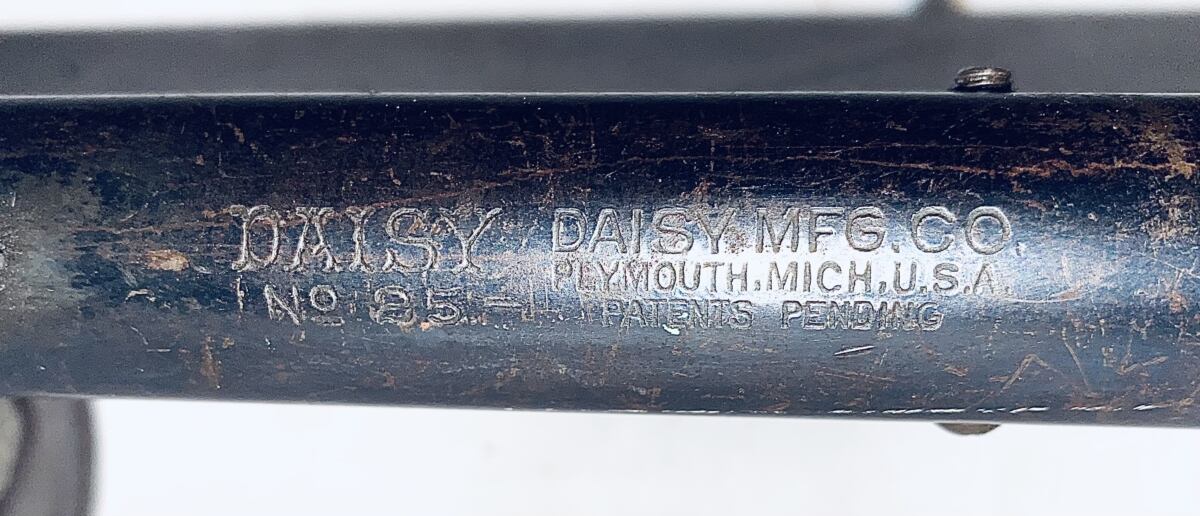 DAISY
No 25
DAISY MFG. CO.
PLYMOUTH, MICH., U.S.A.
PATENTS PENDING